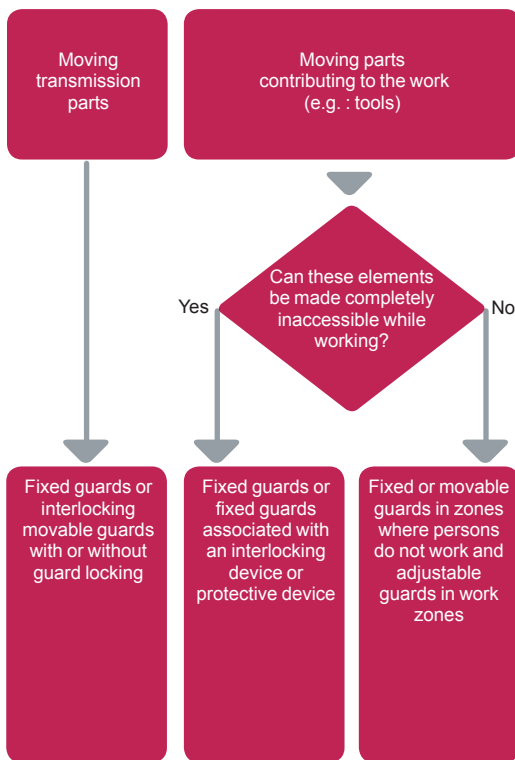 Moving
transmission
parts
Moving parts
contributing to the work
(e.g. : tools)
Can these elements
be made completely
inaccessible while
working?
Yes
No
Fixed guards or
interlocking
movable guards
with or without
guard locking
Fixed guards or
fixed guards
associated with
an interlocking
device or
protective device
Fixed or movable
guards in zones
where persons
do not work and
adjustable
guards in work
zones